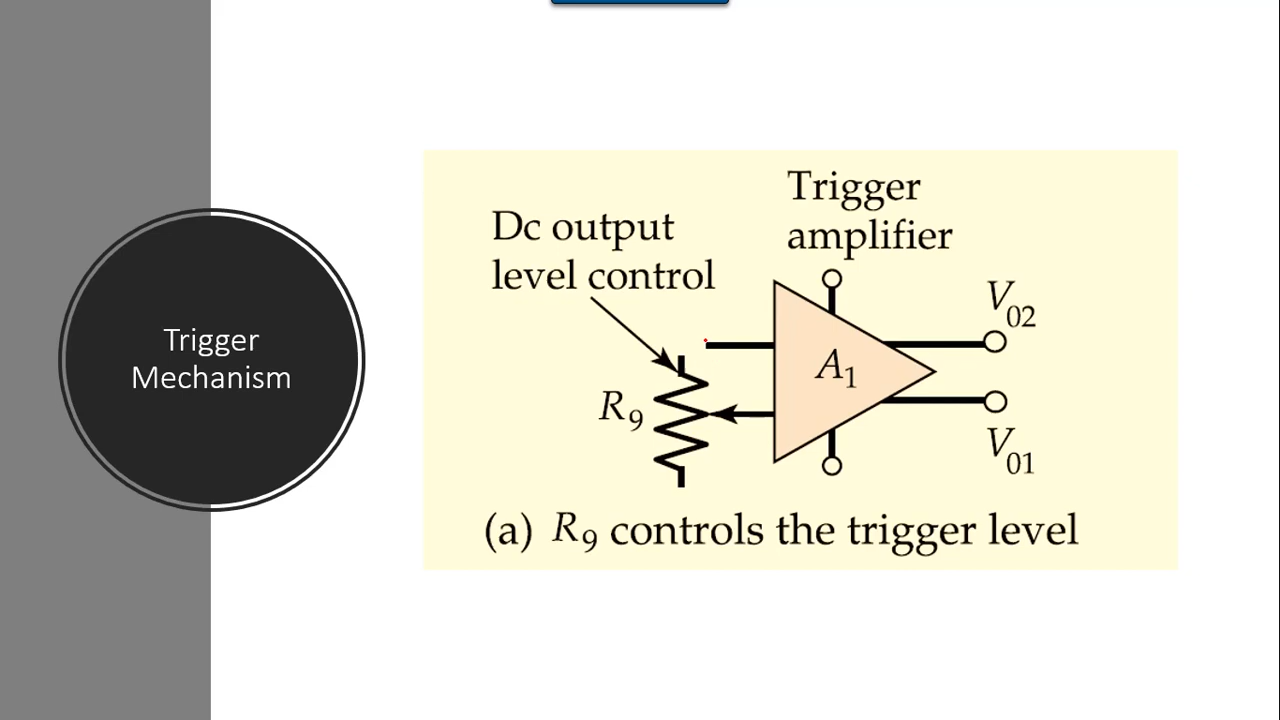 Trigger
Mechanism
Trigger
amplifier
Dc output
level control
V02
A1
R9
V01
(a) R9 controls the trigger level